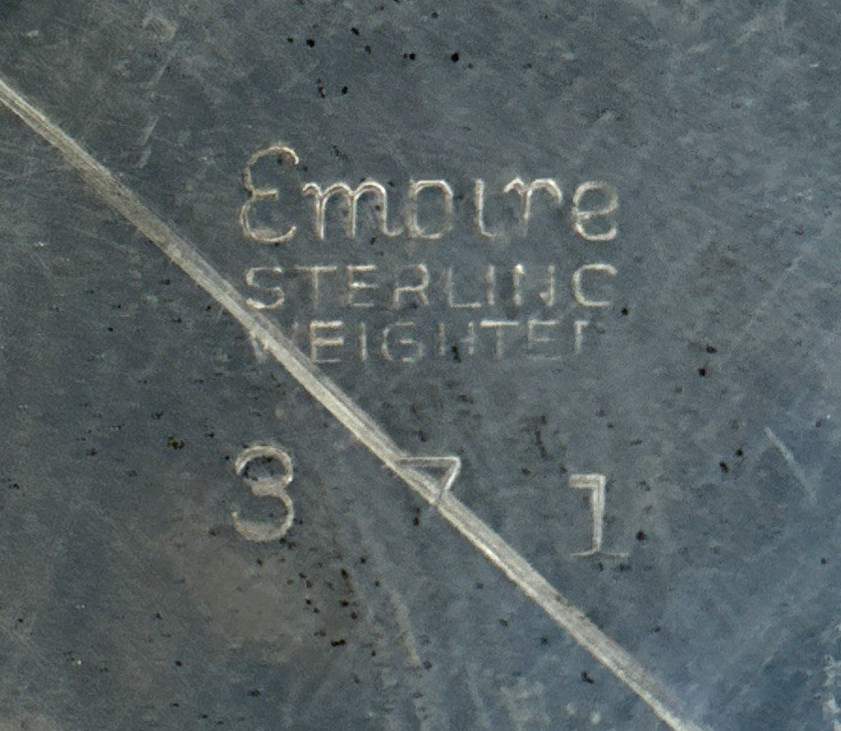 Empire
STERLING
WEIGHTED
3 7 1